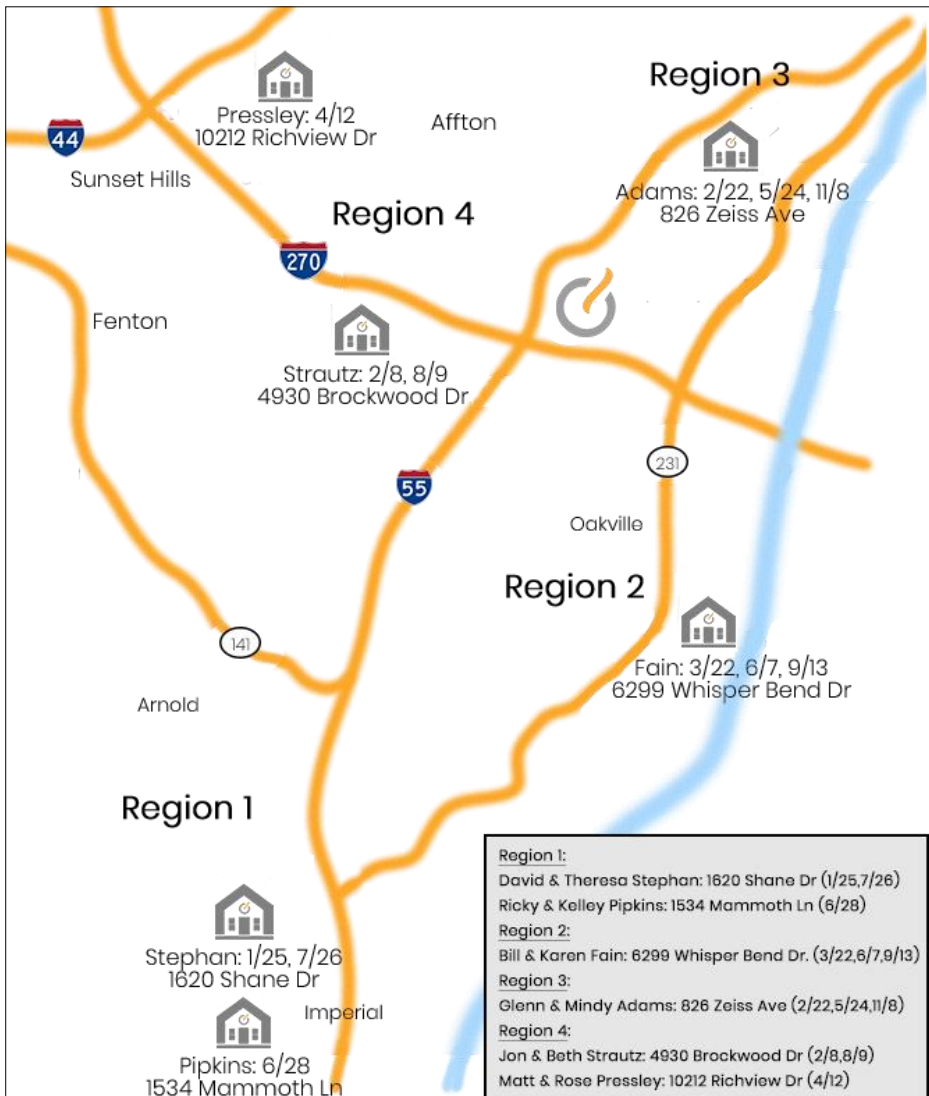 Region 3
Pressley: 4/12
10212 Richview Dr
Affton
44
Sunset Hills
Adams: 2/22, 5/24, 11/8
826 Zeiss Ave
Region 4
270
Fenton
Strautz: 2/8, 8/9
4930 Brockwood Dr
231
55
Oakville
Region 2
141
Fain: 3/22, 6/7, 9/13
6299 Whisper Bend Dr
Arnold
Region 1
Stephan: 1/25, 7/26
1620 Shane Dr
Imperial
Pipkins: 6/28
1534 Mammoth Ln
Region 1:
David & Theresa Stephan: 1620 Shane Dr (1/25,7/26)
Ricky & Kelley Pipkins: 1534 Mammoth Ln (6/28)
Region 2:
Bill & Karen Fain: 6299 Whisper Bend Dr. (3/22,6/7,9/13)
Region 3:
Glenn & Mindy Adams: 826 Zeiss Ave (2/22,5/24,11/8)
Region 4:
Jon & Beth Strautz: 4930 Brockwood Dr (2/8,8/9)
Matt & Rose Pressley: 10212 Richview Dr (4/12)